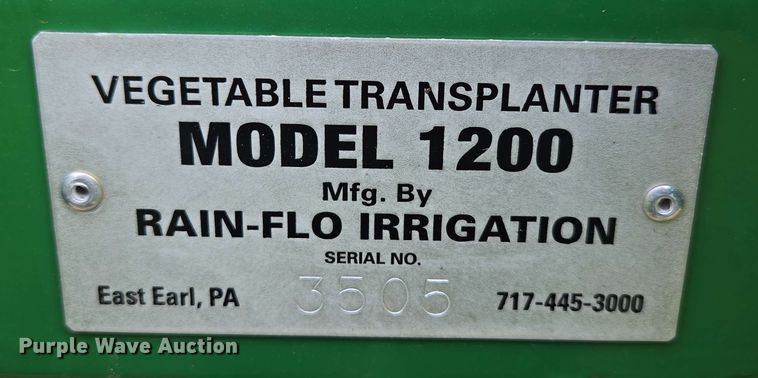 VEGETABLE TRANSPLANTER
MODEL 1200
Mfg. By
RAIN-FLO IRRIGATION
SERIAL NO.
East Earl, PA 3505 717-445-3000
Purple Wave Auction